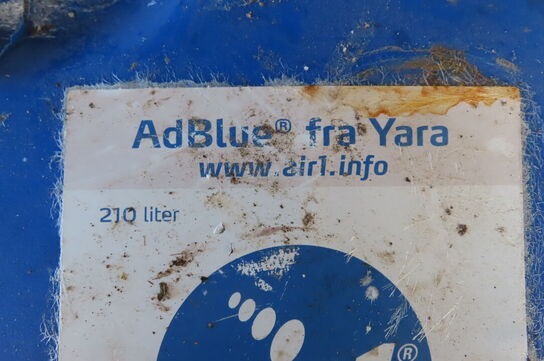 AdBlue® fra Yara
www.air1.info
210 liter
®